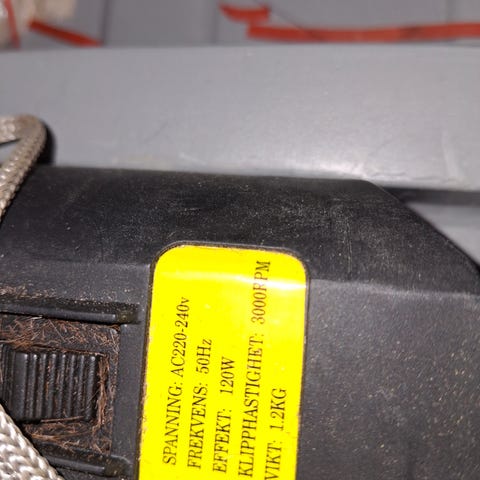 SPANNING: AC220-240v
FREKVENS: 50Hz
EFFEKT: 120W
KLIPPHASTIGHET: 3000RPM
VIKT: 1.2KG